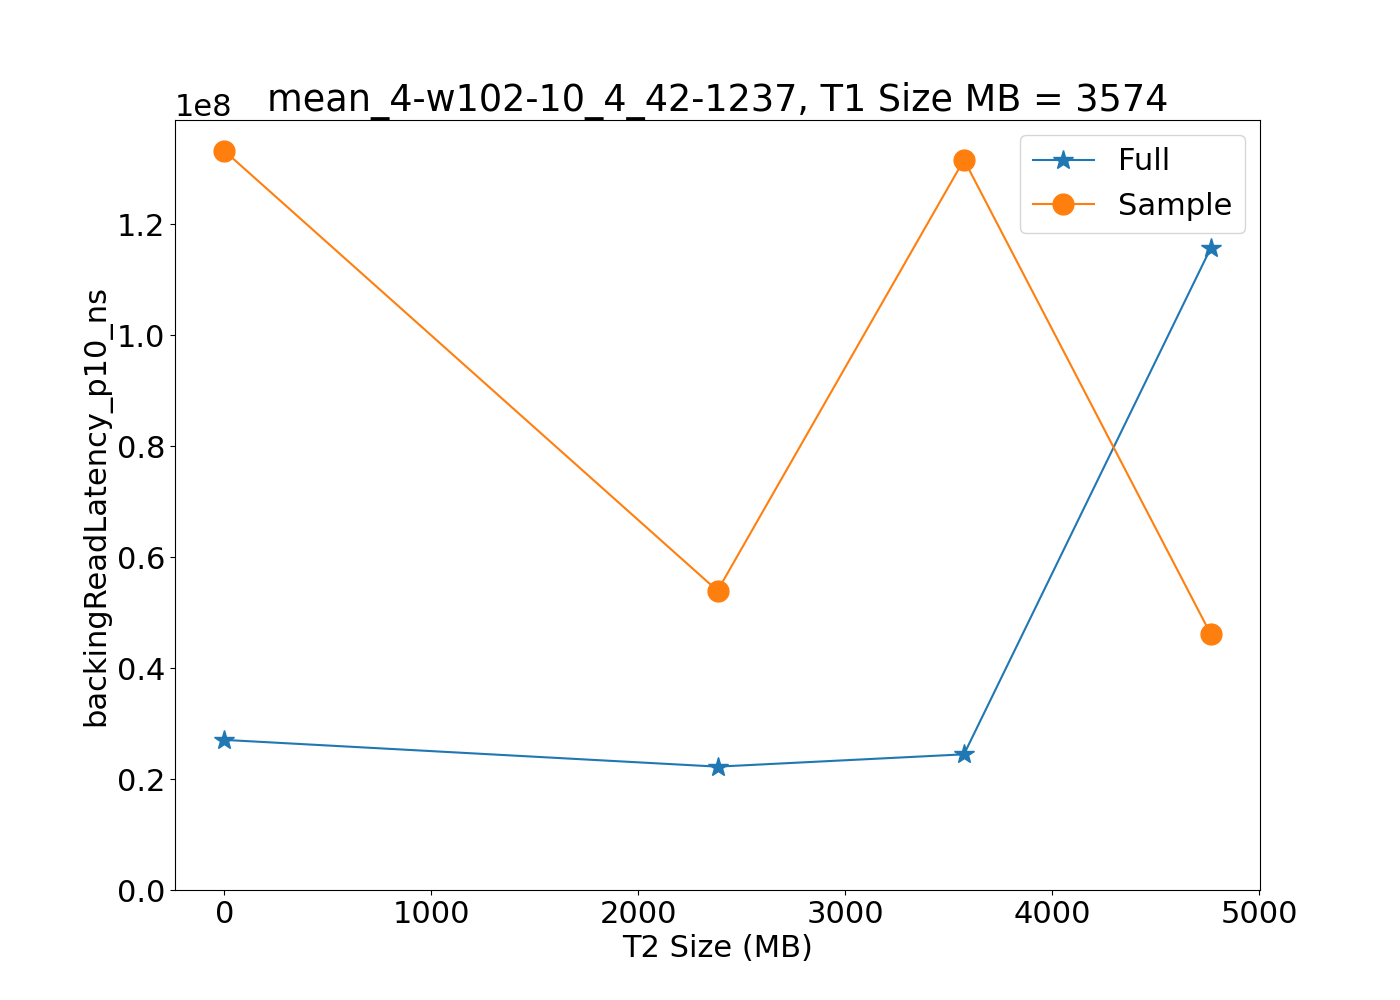 mean_4-w102-10_4_42-1237, T1 Size MB = 3574
1e8
Full
Sample
1.2
1.0
0.8
0.6
0.4
0.2
0.0
backingReadLatency_p10_ns
0 1000 2000 3000 4000 5000
T2 Size (MB)